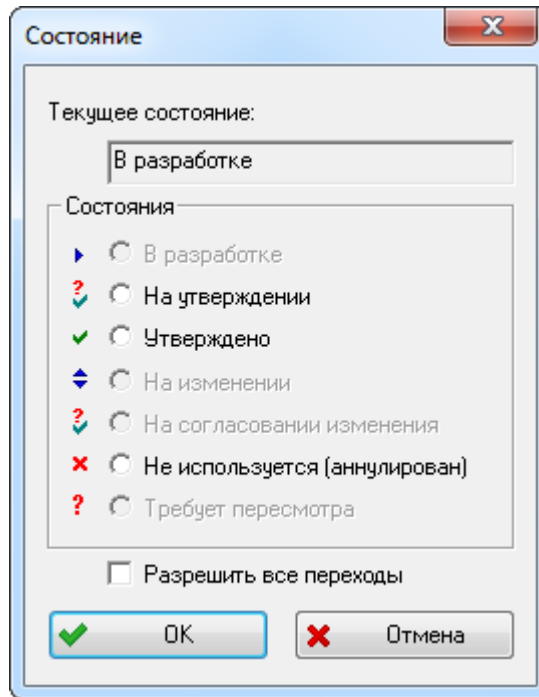 Состояние
Текущее состояние:
В разработке
Состояния
В разработке
На утверждении
Утверждено
На изменении
На согласовании изменения
Не используется (аннулирован)
Требует пересмотра
Разрешить все переходы
ОК
Отмена